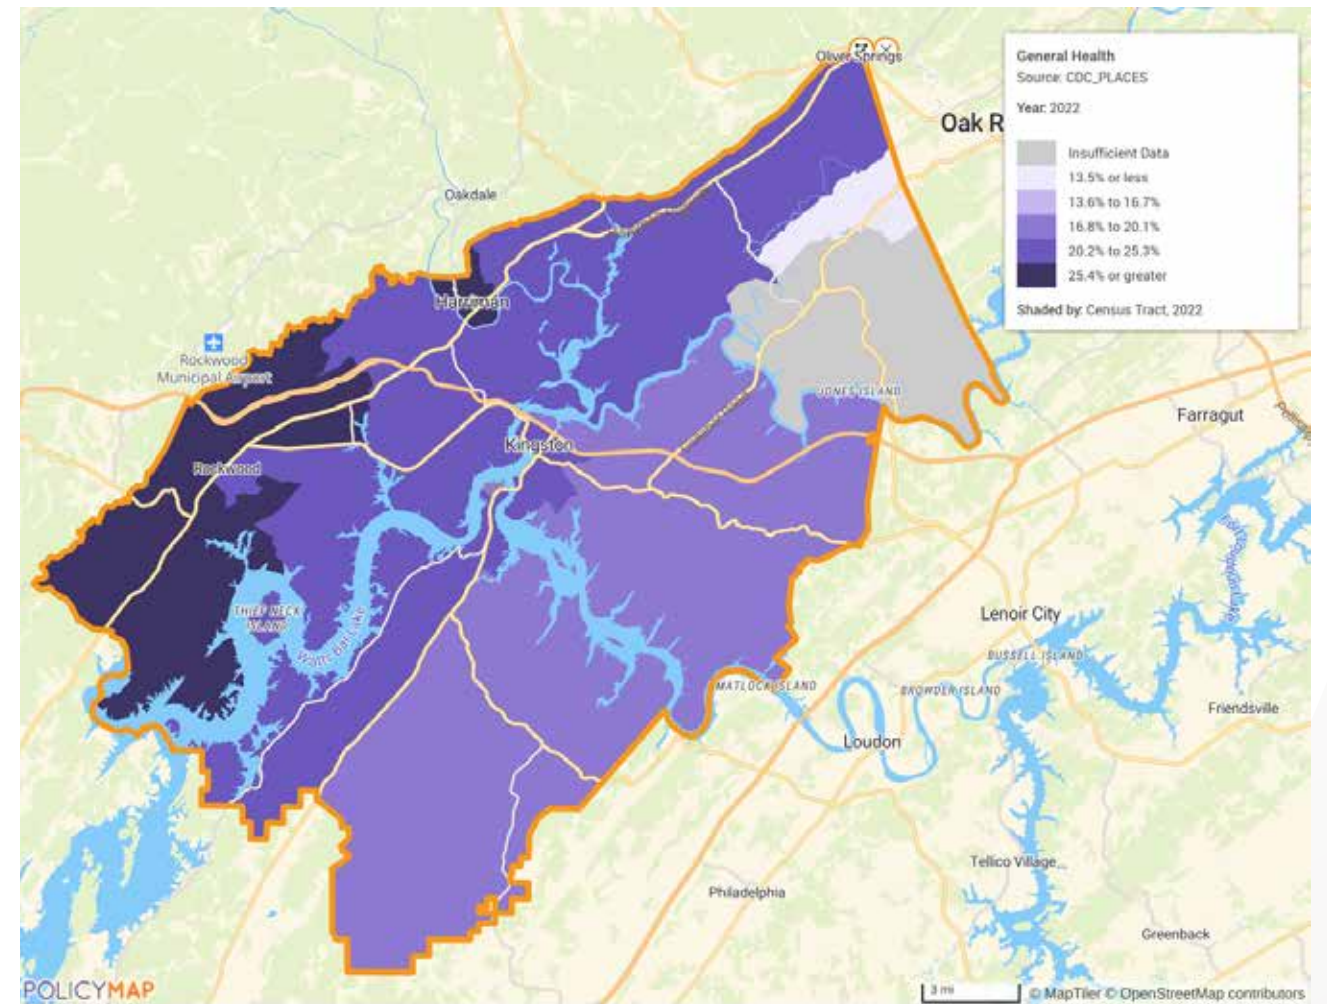 Oliver Springs
General Health
Source: CDC_PLACES
Year: 2022
Oak R
Insufficient Data
13.5% or less
13.6% to 16.7%
16.8% to 20.1%
20.2% to 25.3%
25.4% or greater
Shaded by: Census Tract, 2022
Oakdale
Harriman
Rockwood
Municipal Airport
JONES ISLAND
Farragut
Kingston
Rockwood
THIEF NECK
ISLAND
Watts Bar Lake
Lenoir City
BUSSELL ISLAND
MATLOCK ISLAND
BROWDER ISLAND
Friendsville
Loudon
Tellico Village
Philadelphia
Greenback
POLICYMAP
3 mi
© MapTiler © OpenStreetMap contributors